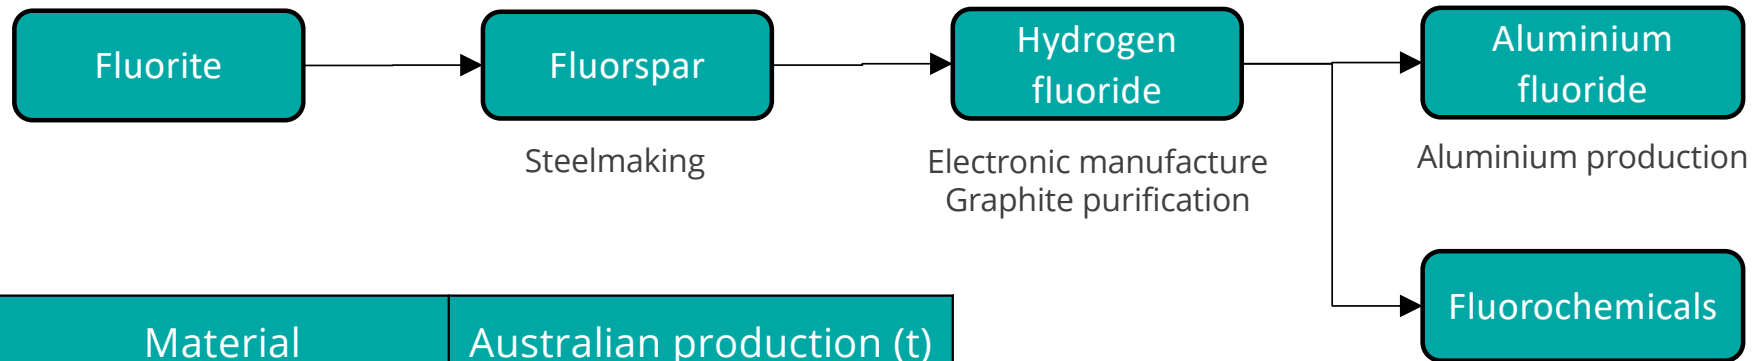 Fluorite
Fluorspar
Hydrogen
fluoride
Aluminium
fluoride
Steelmaking
Electronic manufacture
Graphite purification
Aluminium production
Fluorochemicals
Material
Australian production (t)